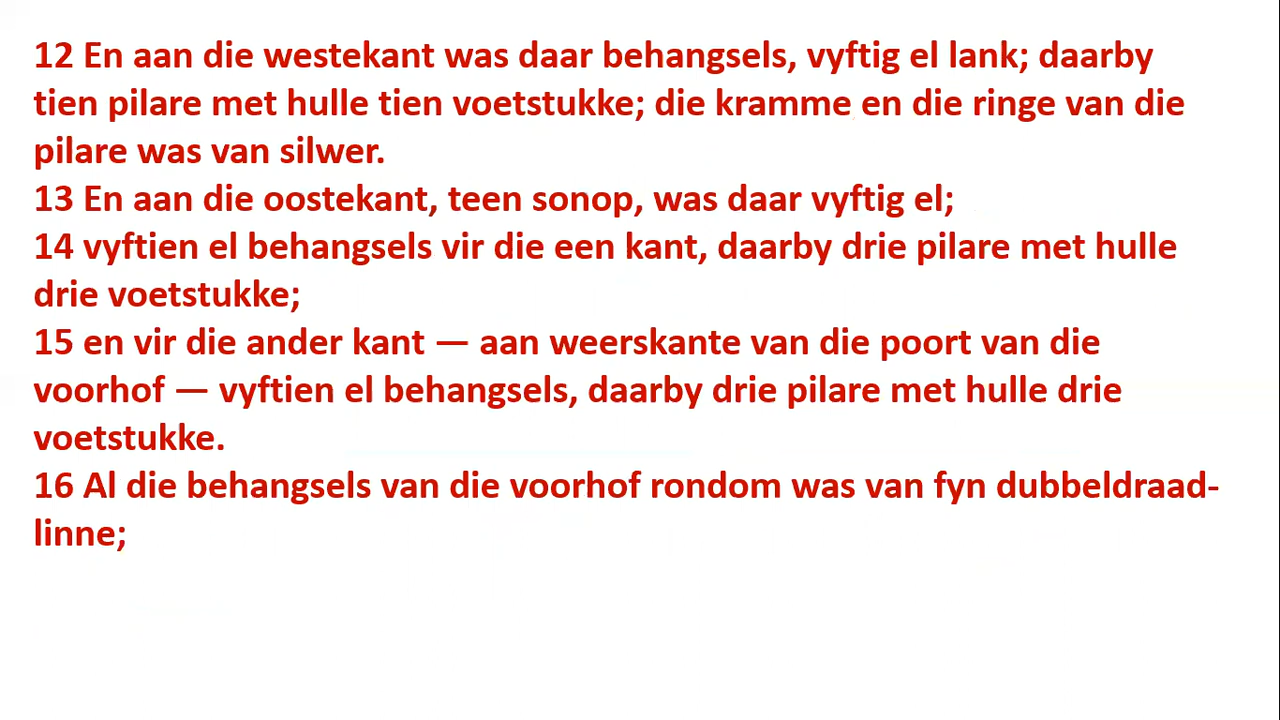 12 En aan die westekant was daar behangsels, vyftig el lank; daarby
tien pilare met hulle tien voetstukke; die kramme en die ringe van die
pilare was van silwer.
13 En aan die oostekant, teen sonop, was daar vyftig el;
14 vyftien el behangsels vir die een kant, daarby drie pilare met hulle
drie voetstukke;
15 en vir die ander kant — aan weerskante van die poort van die
voorhof — vyftien el behangsels, daarby drie pilare met hulle drie
voetstukke.
16 Al die behangsels van die voorhof rondom was van fyn dubbeldraad-
linne;